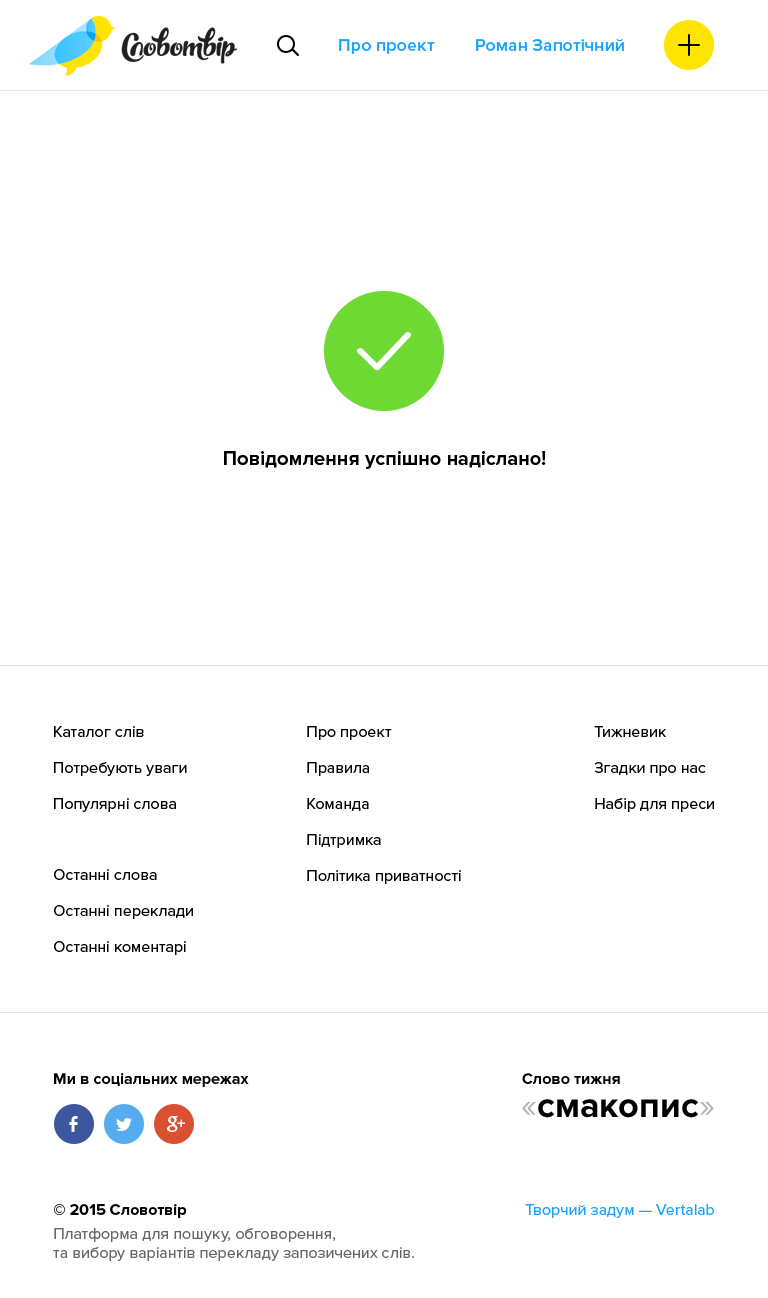 Словотвір
Про проект
Роман Запотічний
Повідомлення успішно надіслано!
Каталог слів
Потребують уваги
Популярні слова
Останні слова
Останні переклади
Останні коментарі
Про проект
Правила
Команда
Підтримка
Політика приватності
Тижневик
Згадки про нас
Набір для преси
Ми в соціальних мережах
f
g+
Слово тижня
«смакопис»
© 2015 Словотвір
Платформа для пошуку, обговорення,
та вибору варіантів перекладу запозичених слів.
Творчий задум — Vertalab